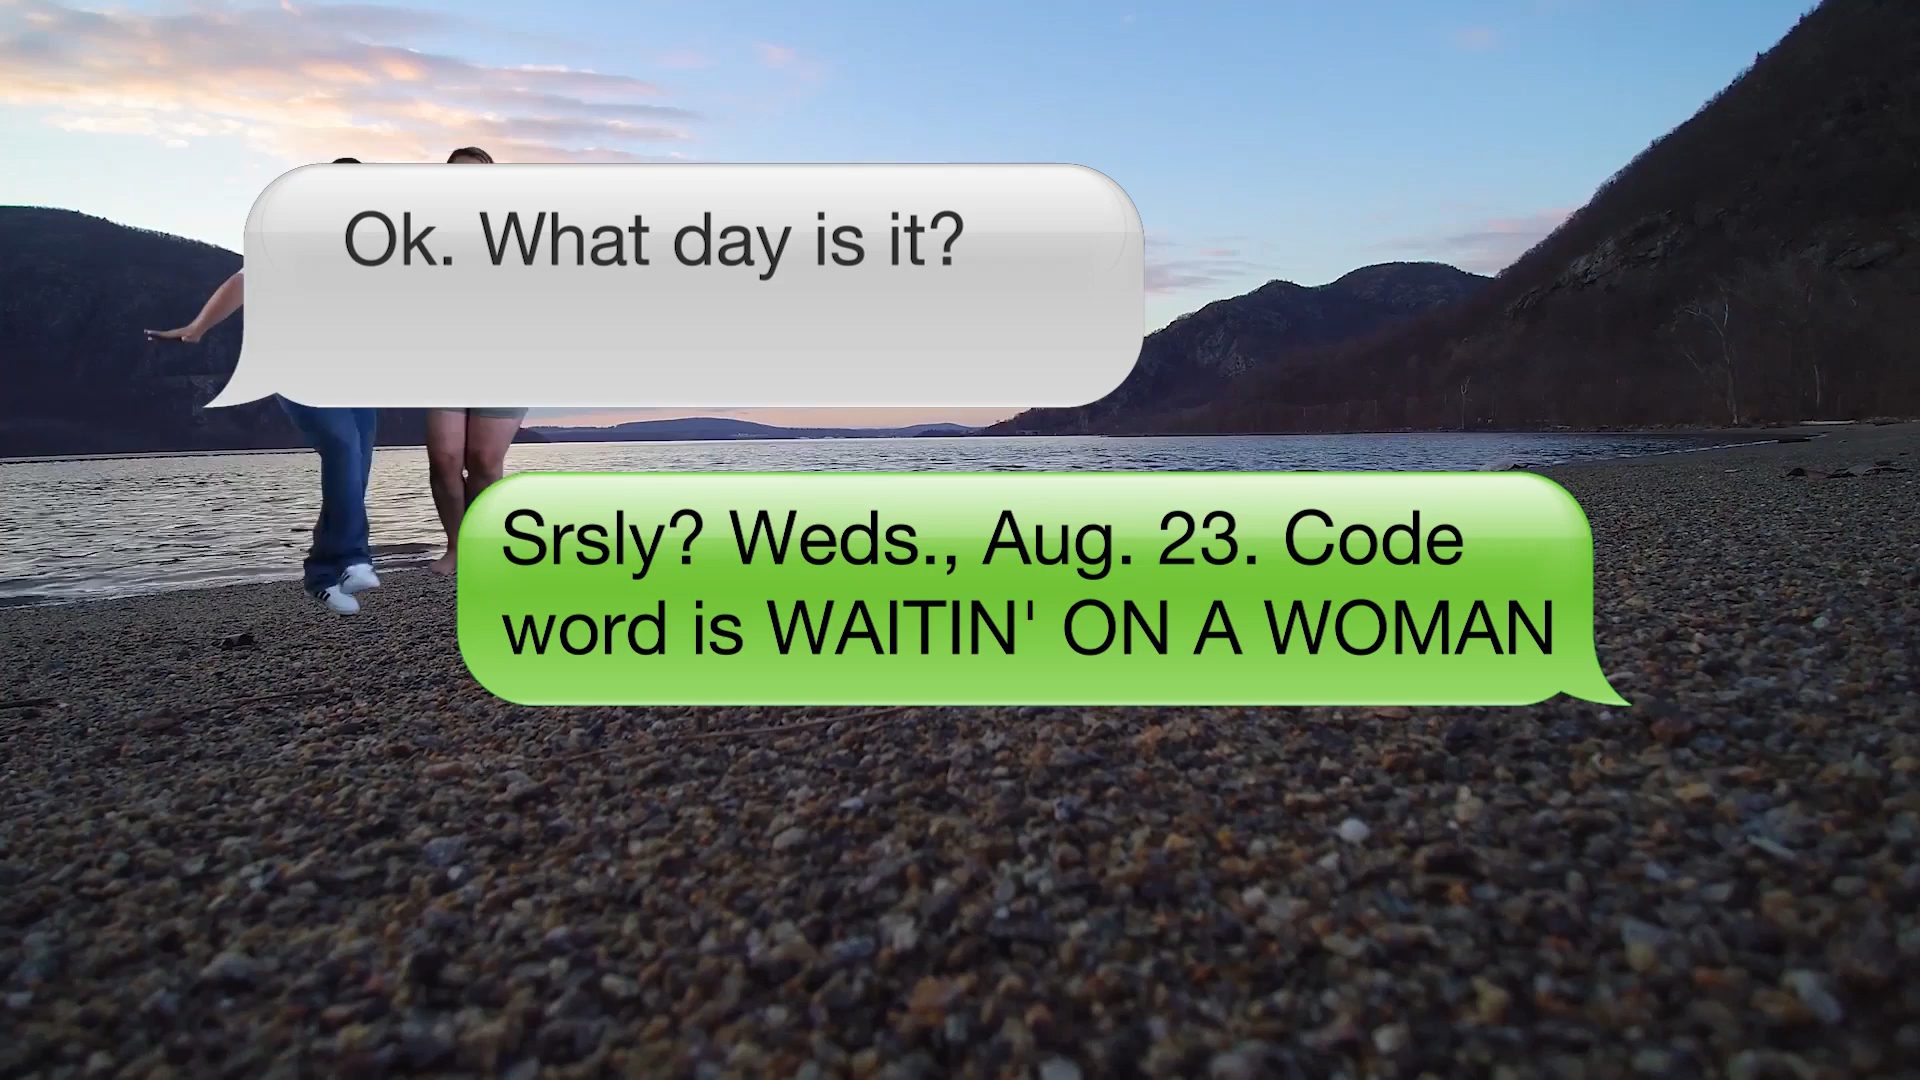 Ok. What day is it?
Srsly? Weds., Aug. 23. Code
word is WAITIN' ON A WOMAN